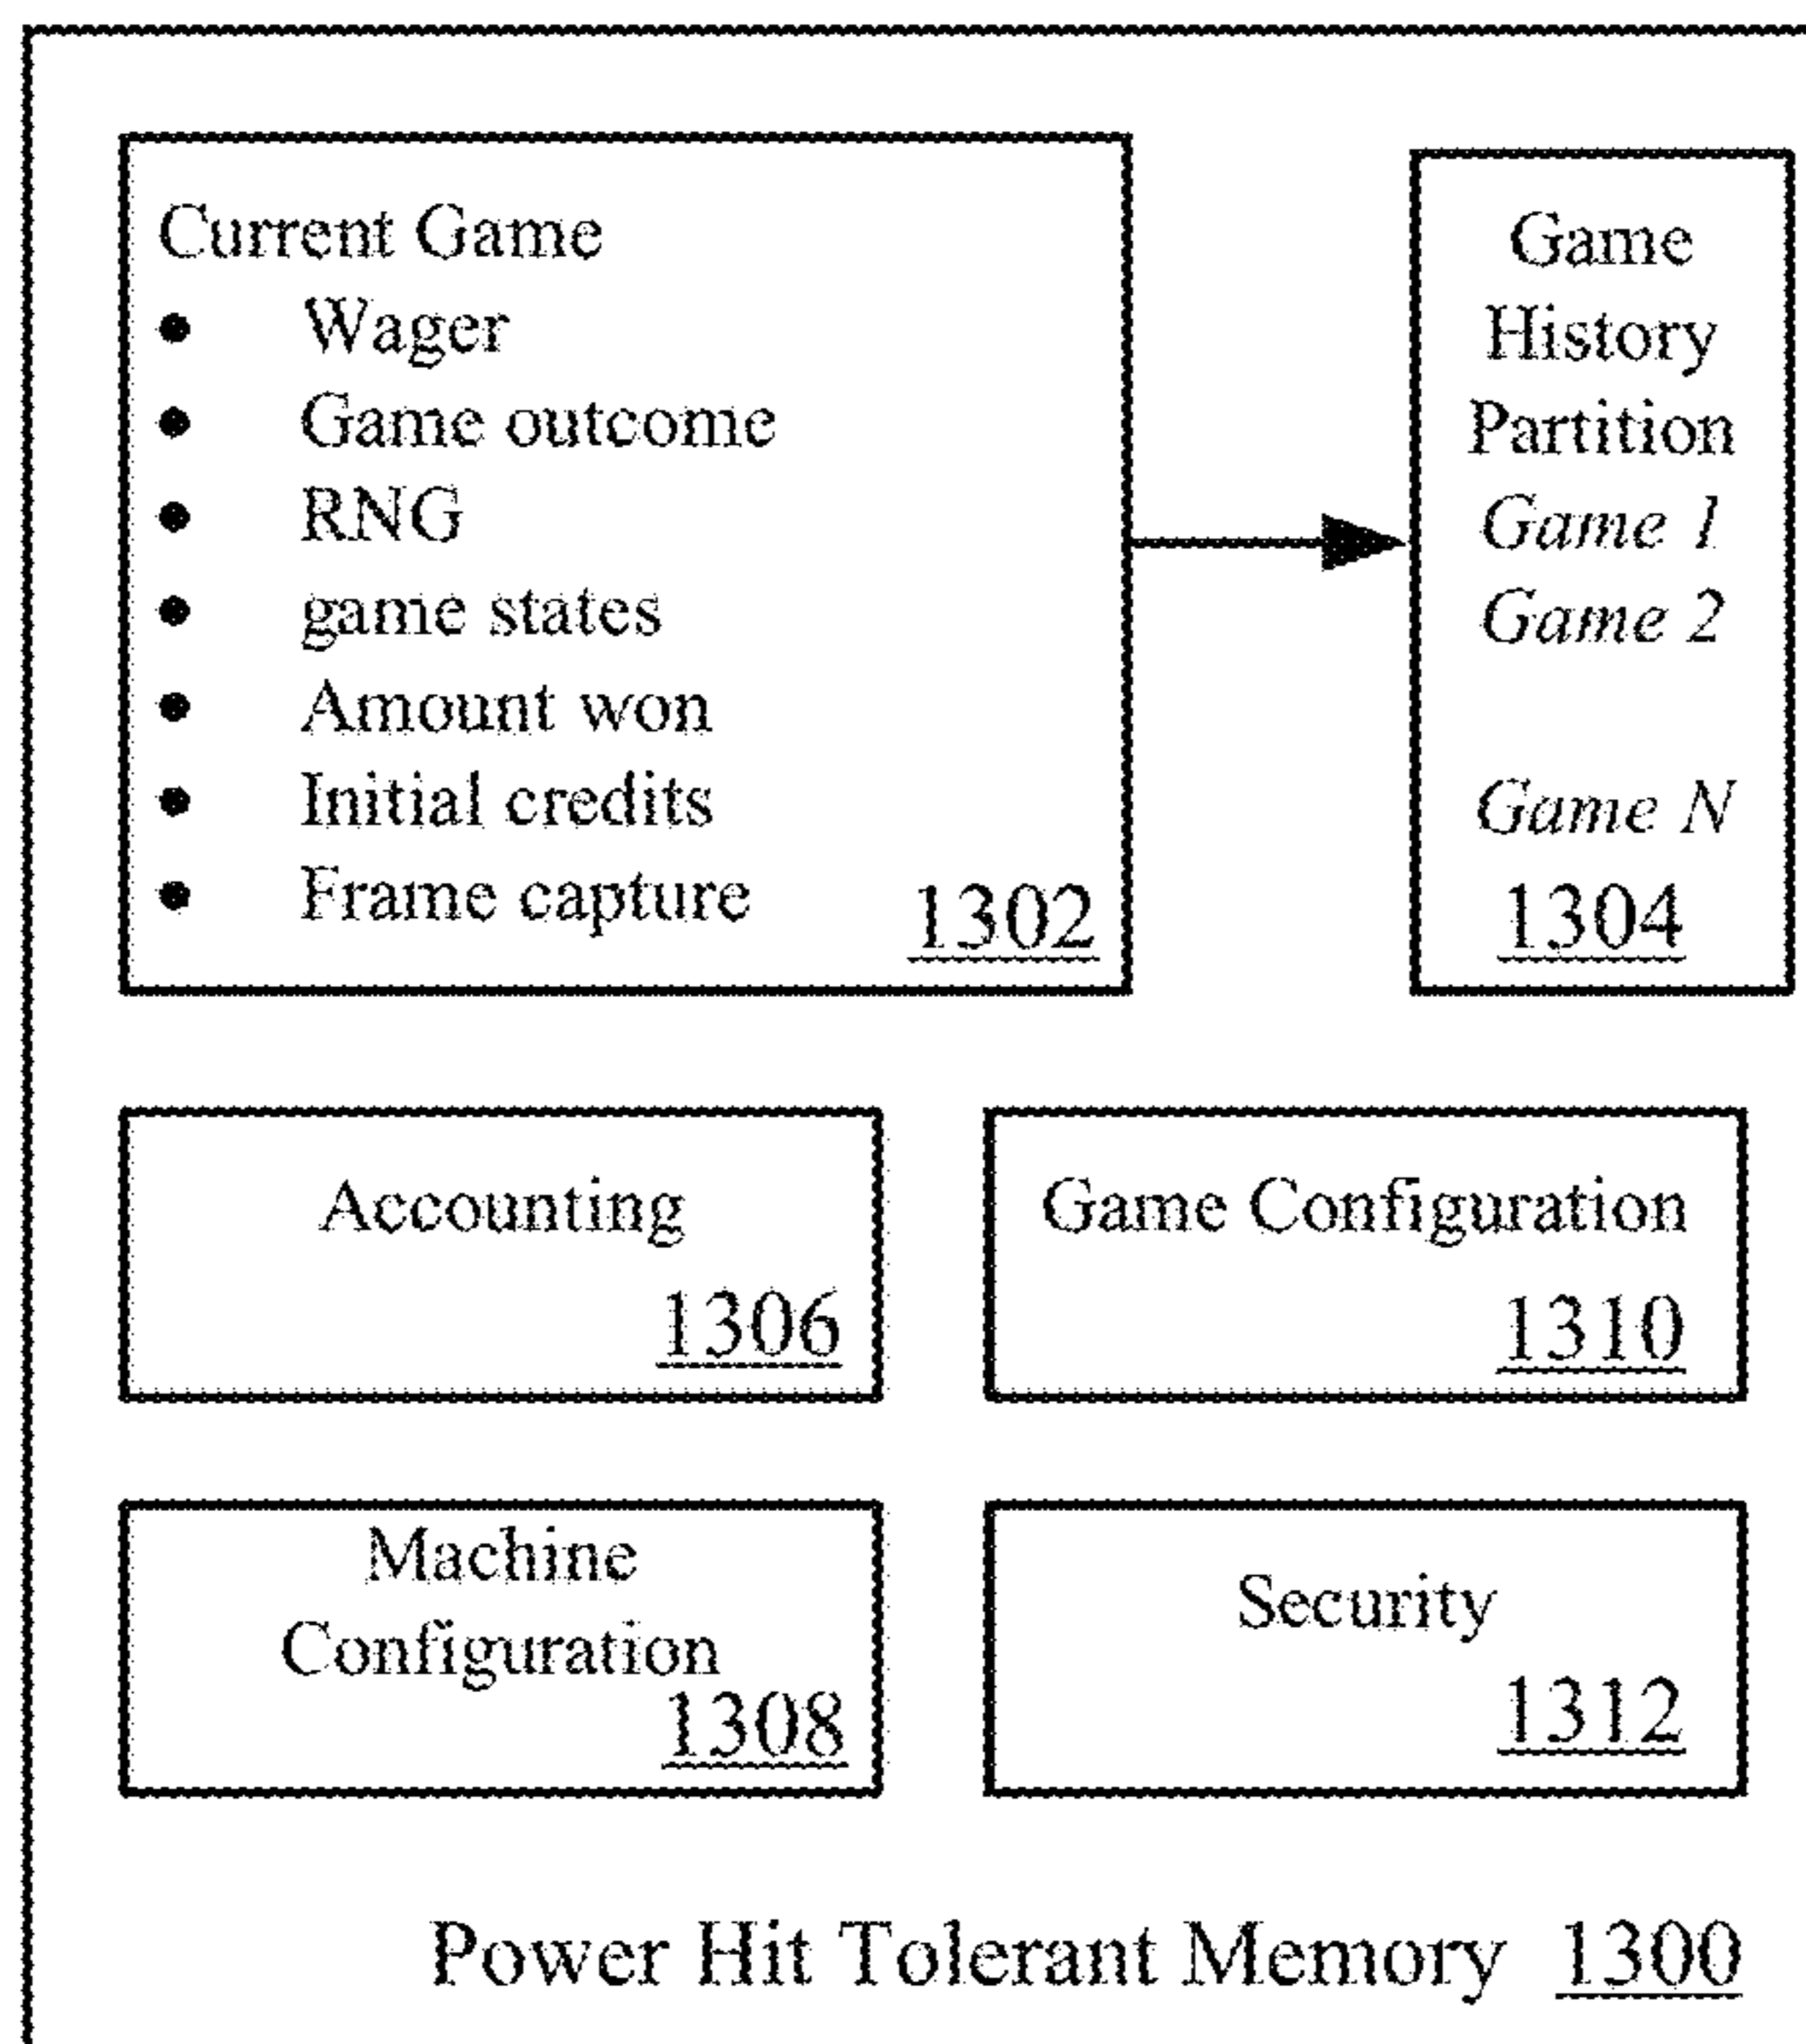 Current Game
• Wager
• Game outcome
• RNG
• game states
• Amount won
• Initial credits
• Frame capture
1302
Game
History
Partition
Game 1
Game 2
Game N
1304
Accounting
1306
Game Configuration
1310
Machine
Configuration
1308
Security
1312
Power Hit Tolerant Memory 1300